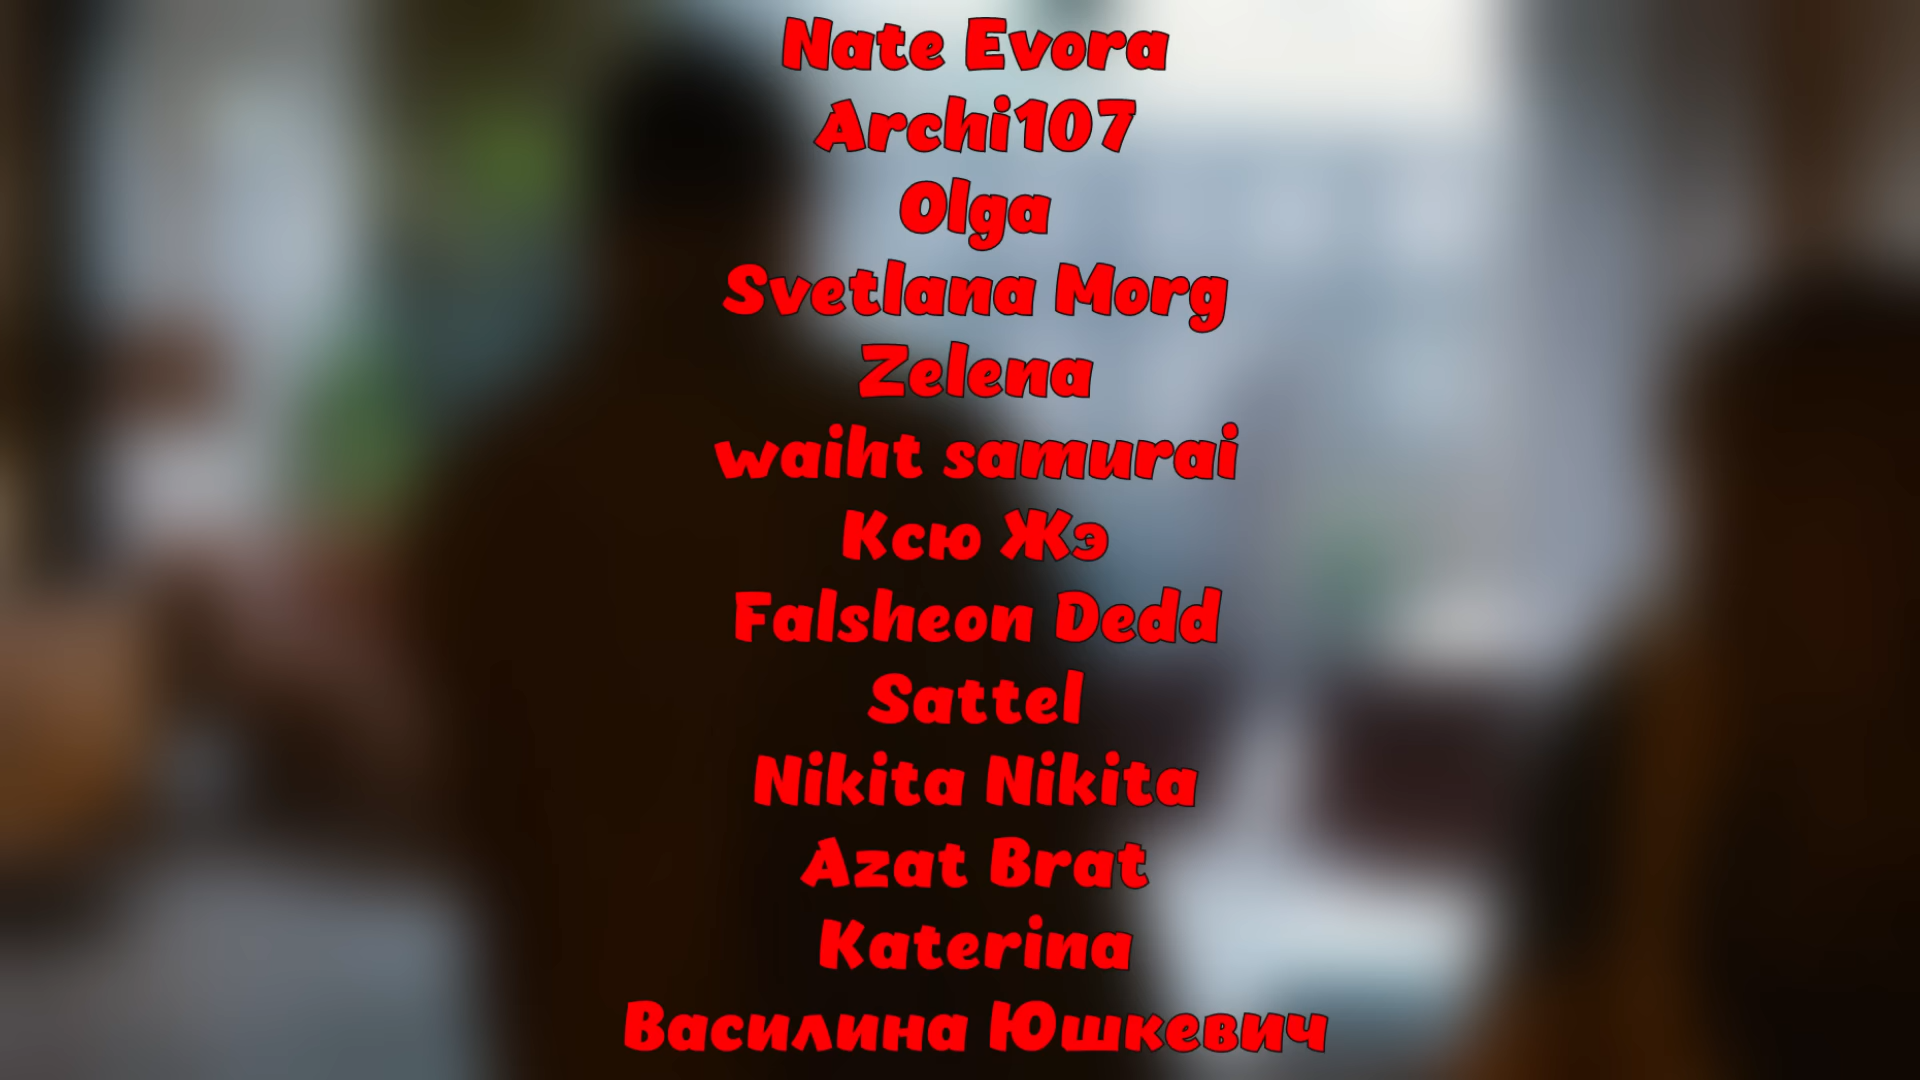 Nate Evora
Archi107
Olga
Svetlana Morg
Zelena
waiht samurai
Ксю Жэ
Falsheon Dedd
Sattel
Nikita Nikita
Azat Brat
Katerina
Василина Юшкевич